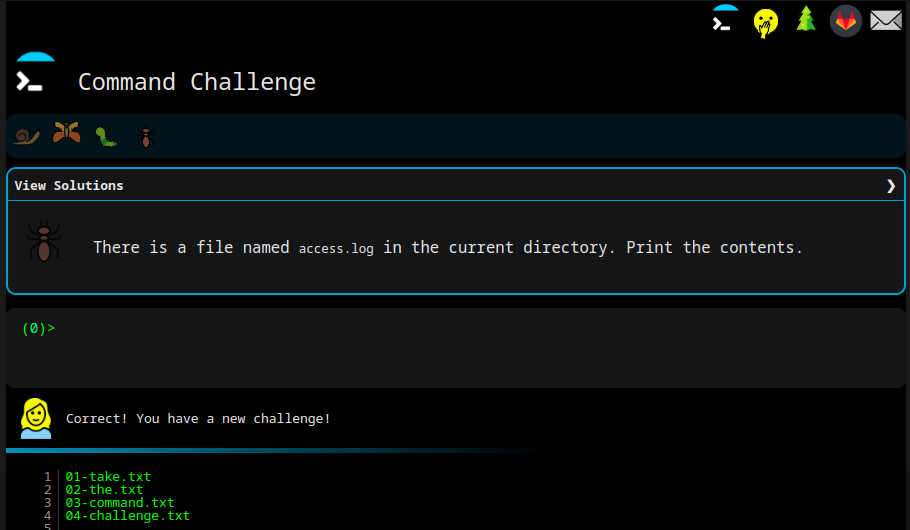 Command Challenge
View Solutions
There is a file named access.log in the current directory. Print the contents.
(0)>
Correct! You have a new challenge!
1 01-take.txt
2 02-the.txt
3 03-command.txt
4 04-challenge.txt
5